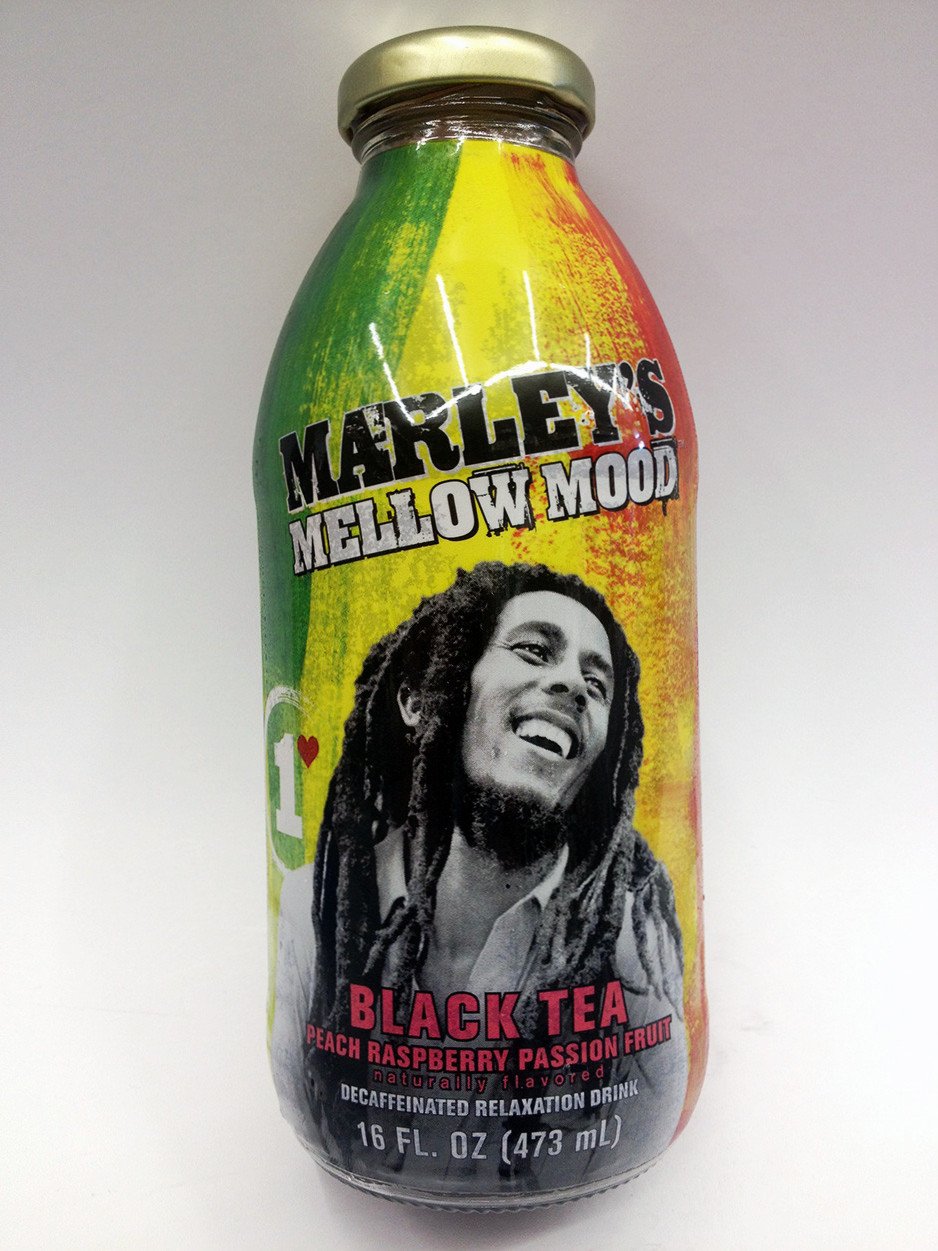 MARLEY'S
MELLOW MOOD
1
BLACK TEA
PEACH RASPBERRY PASSION FRUIT
naturally flavored
DECAFFEINATED RELAXATION DRINK
16 FL. OZ (473 mL)